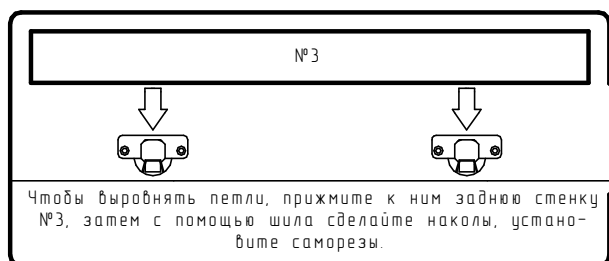 №3
Чтобы выровнять петли, прижмите к ним заднюю стенку
№3, затем с помощью шила сделайте наколы, устано-
вите саморезы.